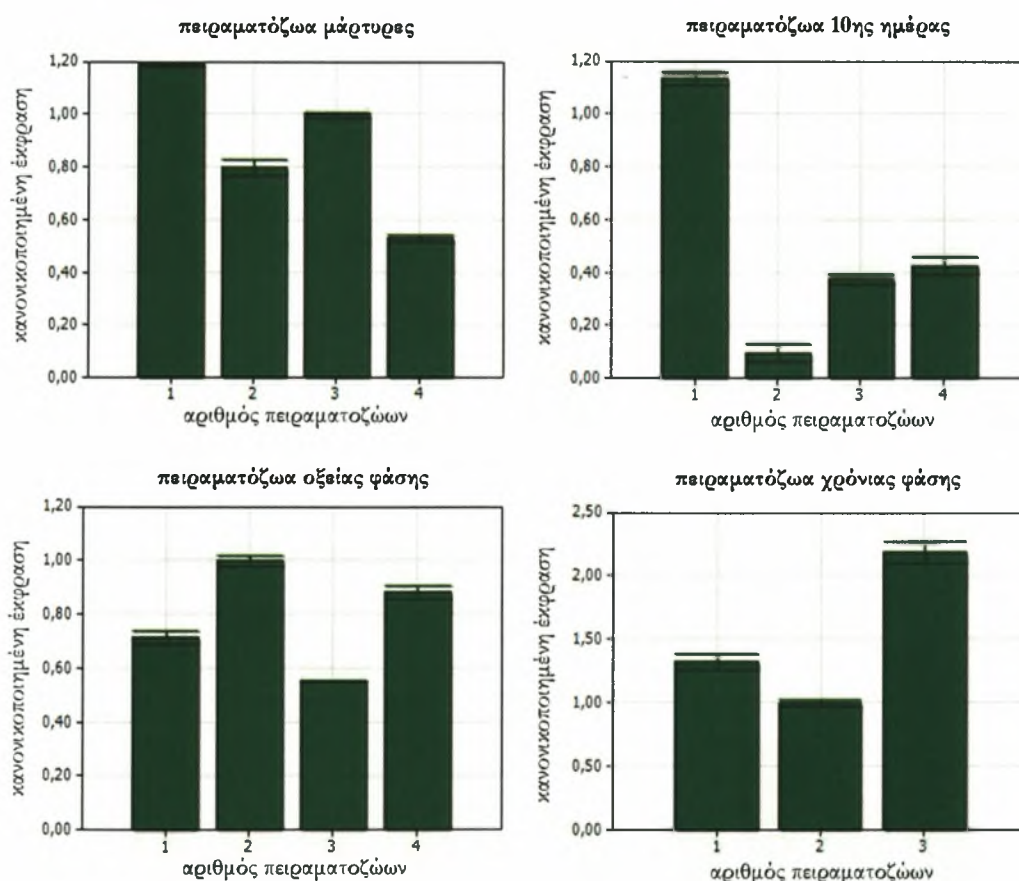 πειραματόζωα μάρτυρες
κανονικοποιημένη έκφραση
1,20
1,00
0,80
0,60
0,40
0,20
0,00
1 2 3 4
αριθμός πειραματοζώων
πειραματόζωα 10ης ημέρας
κανονικοποιημένη έκφραση
1,20
1,00
0,80
0,60
0,40
0,20
0,00
1 2 3 4
αριθμός πειραματοζώων
πειραματόζωα οξείας φάσης
κανονικοποιημένη έκφραση
1,20
1,00
0,80
0,60
0,40
0,20
0,00
1 2 3 4
αριθμός πειραματοζώων
πειραματόζωα χρόνιας φάσης
κανονικοποιημένη έκφραση
2,50
2,00
1,50
1,00
0,50
0,00
1 2 3
αριθμός πειραματοζώων